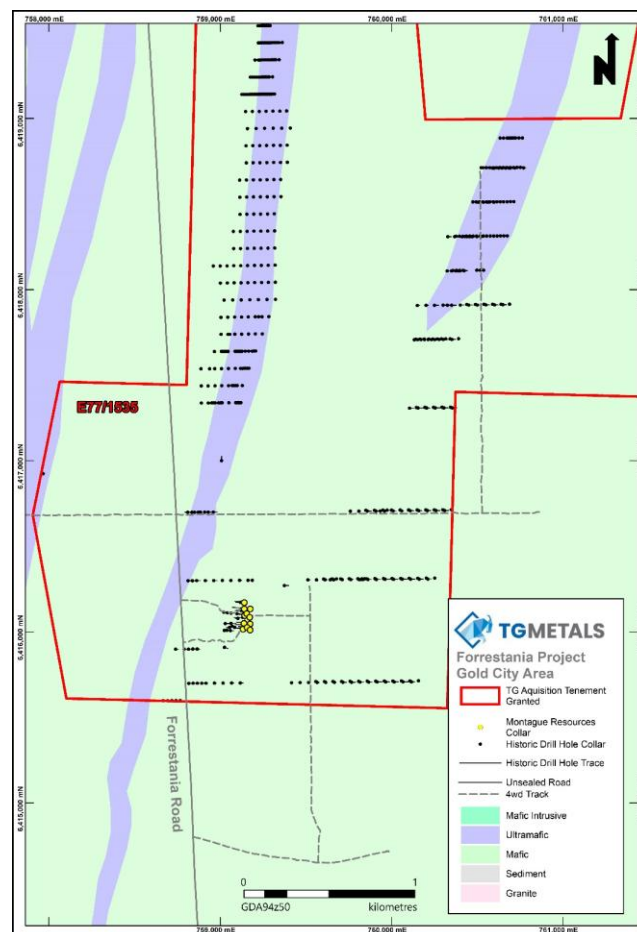 758,000 mE
759,000 mE
760,000 mE
761,000 mE
N
6,419,000 mN
6,418,000 mN
E77/1535
6,417,000 mN
6,416,000 mN
Forrestania Road
6,415,000 mN
TGMETALS
Forrestania Project
Gold City Area
TG Aquisition Tenement
Granted
Montague Resources
Collar
Historic Drill Hole Collar
Historic Drill Hole Trace
Unsealed Road
4wd Track
Mafic Intrusive
Ultramafic
Mafic
Sediment
Granite
0
1
GDA94z50
kilometres
759,000 mE
760,000 mE
761,000 mE